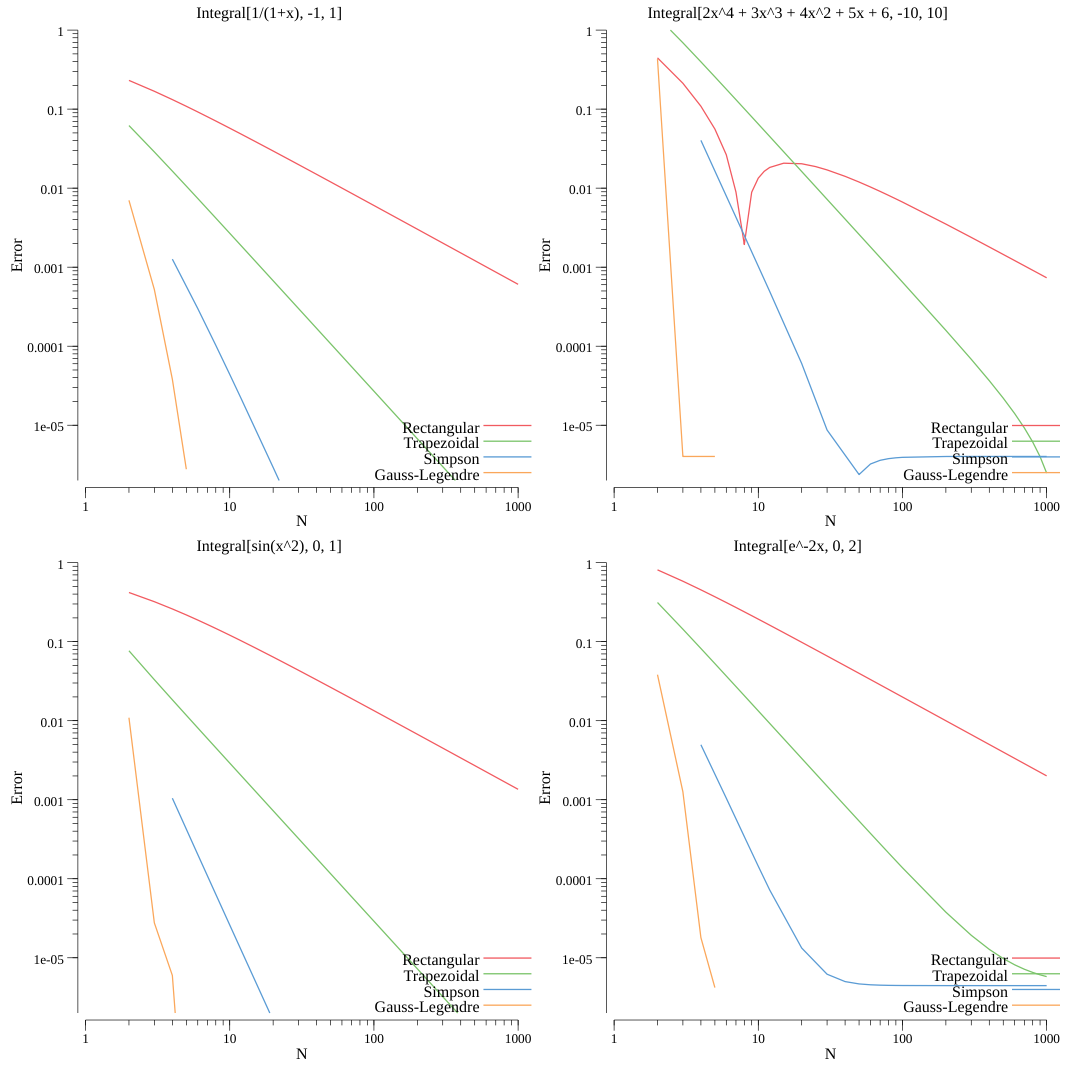 Integral[1/(1+x), -1, 1]
1
0.1
0.01
0.001
0.0001
1e-05
Error
Rectangular
Trapezoidal
Simpson
Gauss-Legendre
1 10 100 1000
N
Integral[2x^4 + 3x^3 + 4x^2 + 5x + 6, -10, 10]
1
0.1
0.01
0.001
0.0001
1e-05
Error
Rectangular
Trapezoidal
Simpson
Gauss-Legendre
1 10 100 1000
N
Integral[sin(x^2), 0, 1]
1
0.1
0.01
0.001
0.0001
1e-05
Error
Rectangular
Trapezoidal
Simpson
Gauss-Legendre
1 10 100 1000
N
Integral[e^-2x, 0, 2]
1
0.1
0.01
0.001
0.0001
1e-05
Error
Rectangular
Trapezoidal
Simpson
Gauss-Legendre
1 10 100 1000
N